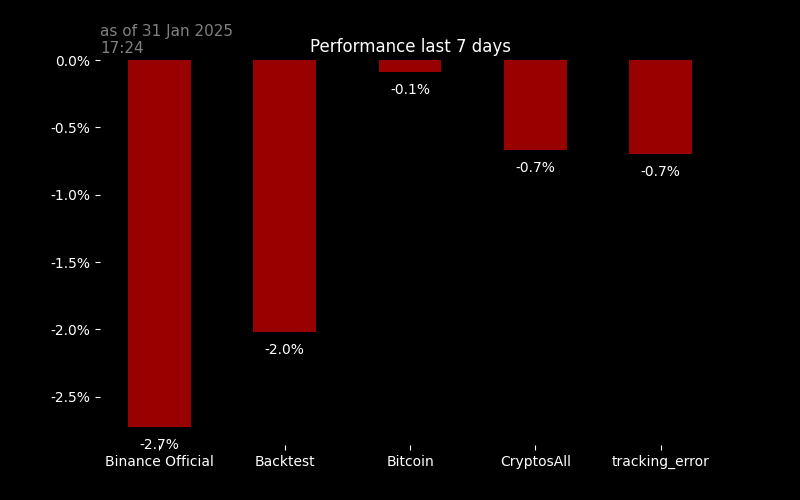 as of 31 Jan 2025
17:24
Performance last 7 days
0.0%
-0.5%
-1.0%
-1.5%
-2.0%
-2.5%
-2.7%
-2.0%
-0.1%
-0.7%
-0.7%
Binance Official
Backtest
Bitcoin
CryptosAll
tracking_error